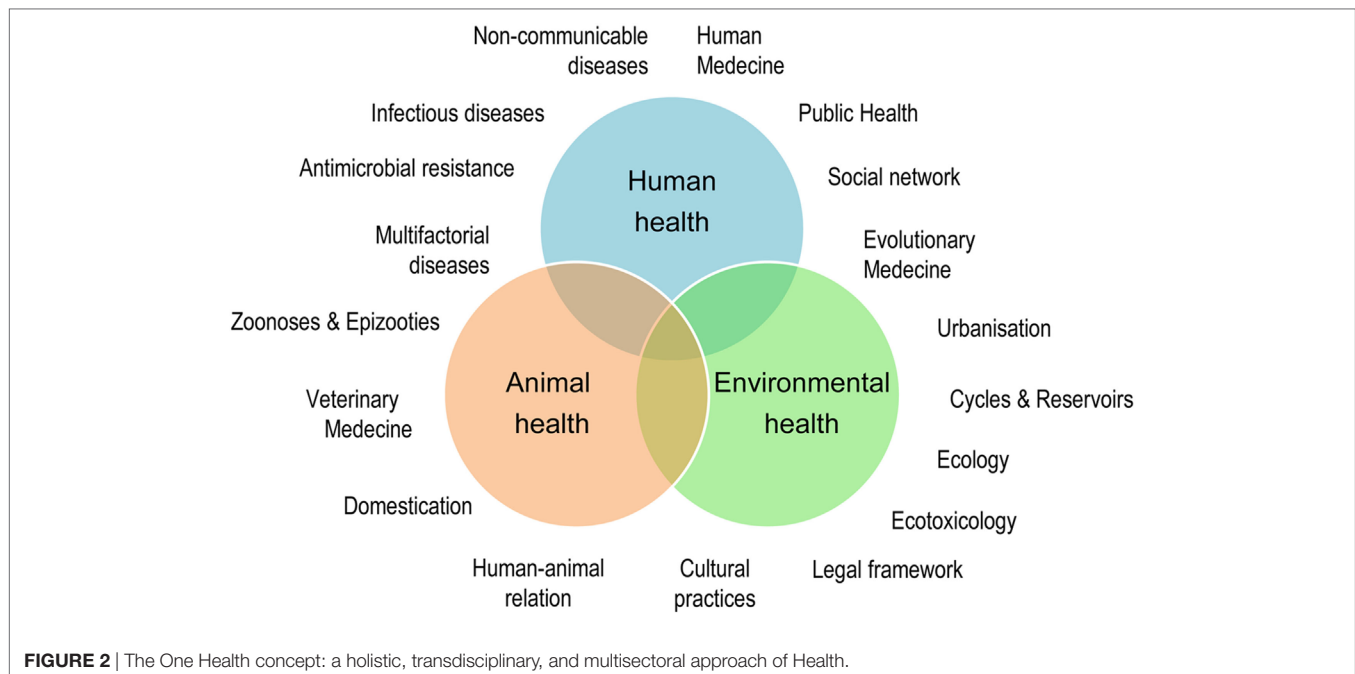 Non-communicable
diseases
Human
Medecine
Infectious diseases
Public Health
Antimicrobial resistance
Social network
Human
health
Multifactorial
diseases
Evolutionary
Medecine
Zoonoses & Epizooties
Urbanisation
Animal
health
Environmental
health
Veterinary
Medecine
Cycles & Reservoirs
Ecology
Domestication
Ecotoxicology
Human-animal
relation
Cultural
practices
Legal framework
FIGURE 2 | The One Health concept: a holistic, transdisciplinary, and multisectoral approach of Health.